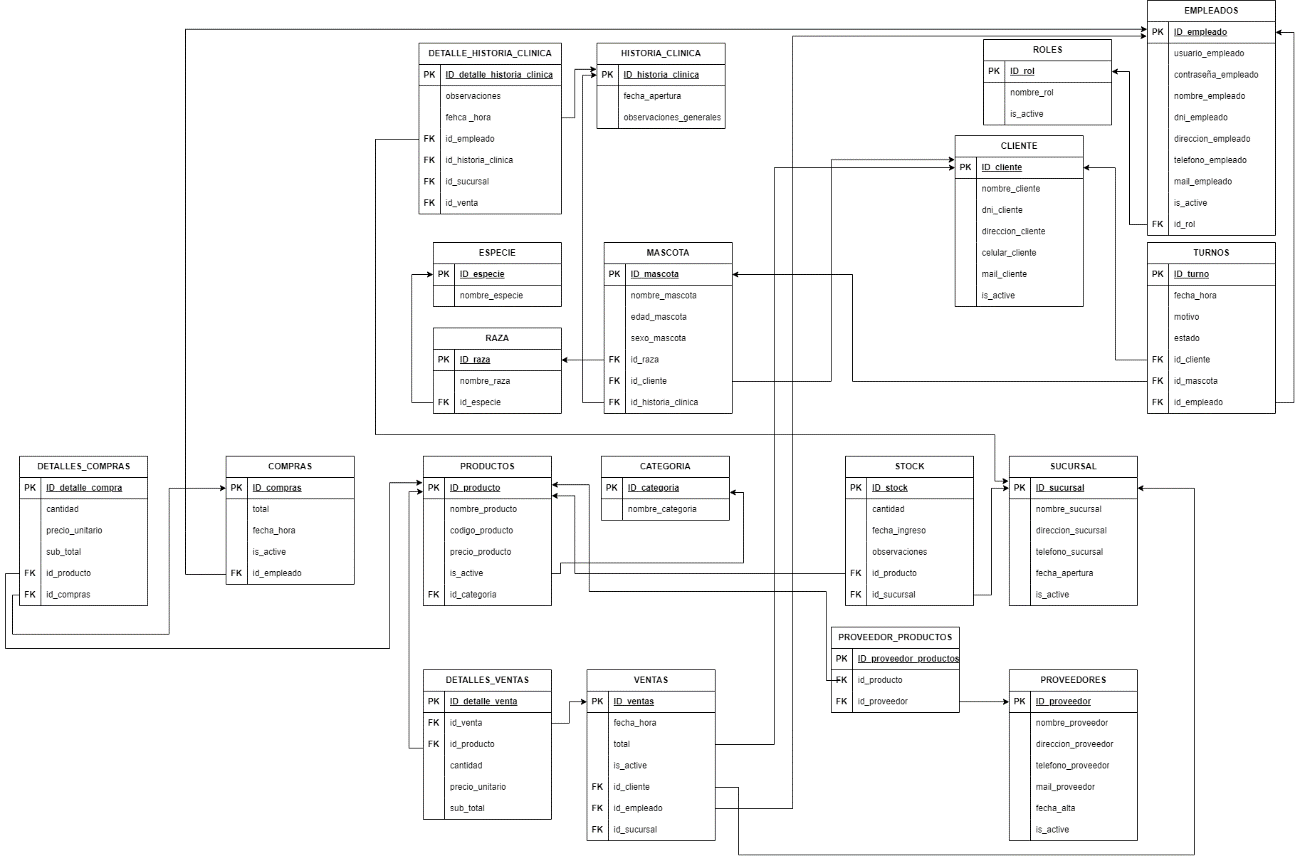 EMPLEADOS
PK ID_empleado
usuario_empleado
contraseña_empleado
nombre_empleado
dni_empleado
direccion_empleado
telefono_empleado
mail_empleado
is_active
FK id_rol
DETALLE_HISTORIA_CLINICA
PK ID_detalle_historia_clinica
observaciones
fehca _hora
FK id_empleado
FK id_historia_clinica
FK id_sucursal
FK id_venta
HISTORIA_CLINICA
PK ID_historia_clinica
fecha_apertura
observaciones_generales
ROLES
PK ID_rol
nombre_rol
is_active
CLIENTE
PK ID_cliente
nombre_cliente
dni_cliente
direccion_cliente
celular_cliente
mail_cliente
is_active
ESPECIE
PK ID_especie
nombre_especie
MASCOTA
PK ID_mascota
nombre_mascota
edad_mascota
sexo_mascota
FK id_raza
FK id_cliente
FK id_historia_clinica
TURNOS
PK ID_turno
fecha_hora
motivo
estado
FK id_cliente
FK id_mascota
FK id_empleado
RAZA
PK ID_raza
nombre_raza
FK id_especie
DETALLES_COMPRAS
PK ID_detalle_compra
cantidad
precio_unitario
sub_total
FK id_producto
FK id_compras
COMPRAS
PK ID_compras
total
fecha_hora
is_active
FK id_empleado
PRODUCTOS
PK ID_producto
nombre_producto
codigo_producto
precio_producto
is_active
FK id_categoria
CATEGORIA
PK ID_categoria
nombre_categoria
STOCK
PK ID_stock
cantidad
fecha_ingreso
observaciones
FK id_producto
FK id_sucursal
SUCURSAL
PK ID_sucursal
nombre_sucursal
direccion_sucursal
telefono_sucursal
fecha_apertura
is_active
PROVEEDOR_PRODUCTOS
PK ID_proveedor_productos
FK id_producto
FK id_proveedor
DETALLES_VENTAS
PK ID_detalle_venta
FK id_venta
FK id_producto
cantidad
precio_unitario
sub_total
VENTAS
PK ID_ventas
fecha_hora
total
is_active
FK id_cliente
FK id_empleado
FK id_sucursal
PROVEEDORES
PK ID_proveedor
nombre_proveedor
direccion_proveedor
telefono_proveedor
mail_proveedor
fecha_alta
is_active